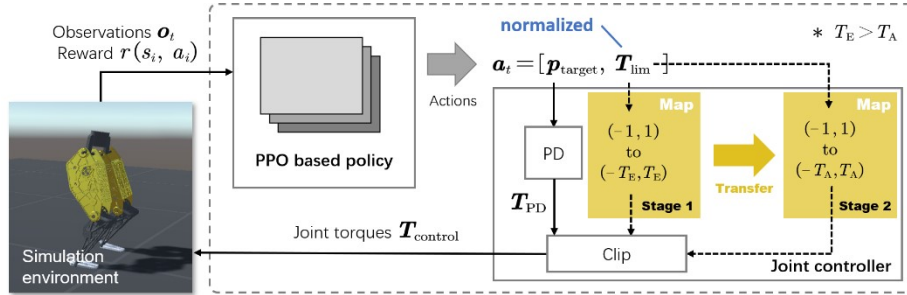 Observations o_t
Reward r(s_i, a_i)
Simulation
environment
PPO based policy
Actions
normalized
a_t = [p_target, T_lim ]
* T_E > T_A
Map
(-1, 1)
to
(-T_E, T_E)
Stage 1
Transfer
Map
(-1, 1)
to
(-T_A, T_A)
Stage 2
PD
T_PD
Clip
Joint controller
Joint torques T_control